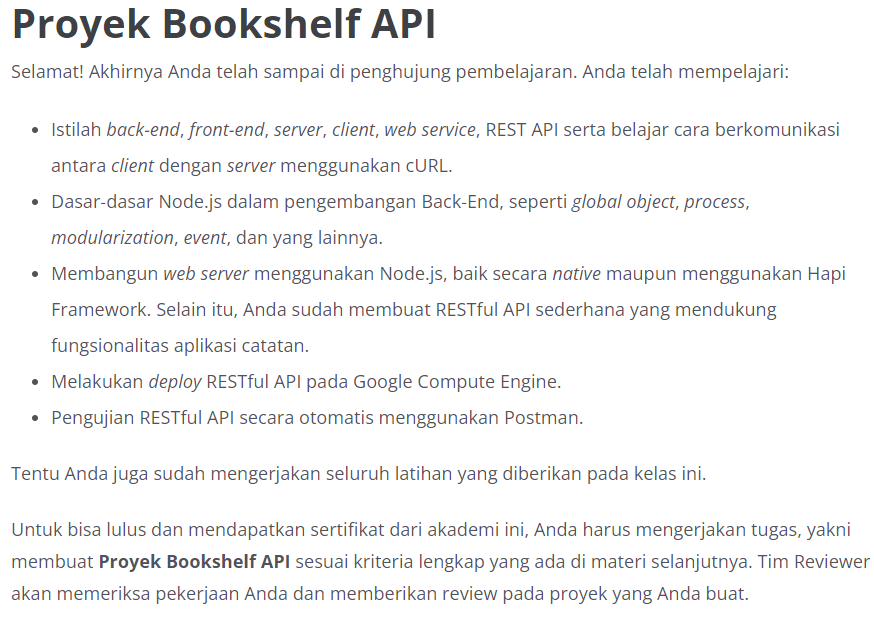 Proyek Bookshelf API
Selamat! Akhirnya Anda telah sampai di penghujung pembelajaran. Anda telah mempelajari:
• Istilah back-end, front-end, server, client, web service, REST API serta belajar cara berkomunikasi
antara client dengan server menggunakan cURL.
• Dasar-dasar Node.js dalam pengembangan Back-End, seperti global object, process,
modularization, event, dan yang lainnya.
• Membangun web server menggunakan Node.js, baik secara native maupun menggunakan Hapi
Framework. Selain itu, Anda sudah membuat RESTful API sederhana yang mendukung
fungsionalitas aplikasi catatan.
• Melakukan deploy RESTful API pada Google Compute Engine.
• Pengujian RESTful API secara otomatis menggunakan Postman.
Tentu Anda juga sudah mengerjakan seluruh latihan yang diberikan pada kelas ini.
Untuk bisa lulus dan mendapatkan sertifikat dari akademi ini, Anda harus mengerjakan tugas, yakni
membuat Proyek Bookshelf API sesuai kriteria lengkap yang ada di materi selanjutnya. Tim Reviewer
akan memeriksa pekerjaan Anda dan memberikan review pada proyek yang Anda buat.